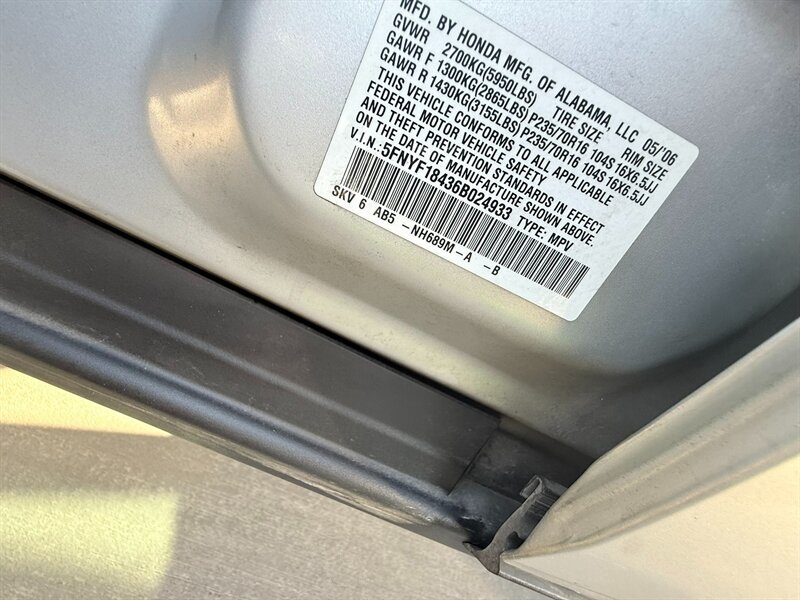 MFD. BY HONDA MFG. OF ALABAMA, LLC 05/'06
GVWR 2700KG(5950LBS) TIRE SIZE RIM SIZE
GAWR F 1300KG(2865LBS) P235/70R16 104S 16X6.5JJ
GAWR R 1430KG(3155LBS) P235/70R16 104S 16X6.5JJ
THIS VEHICLE CONFORMS TO ALL APPLICABLE
FEDERAL MOTOR VEHICLE SAFETY
AND THEFT PREVENTION STANDARDS IN EFFECT
ON THE DATE OF MANUFACTURE SHOWN ABOVE.
V.I.N.: 5FNYF18436B024933 TYPE: MPV
SKV 6 AB5 -NH689M-A -B